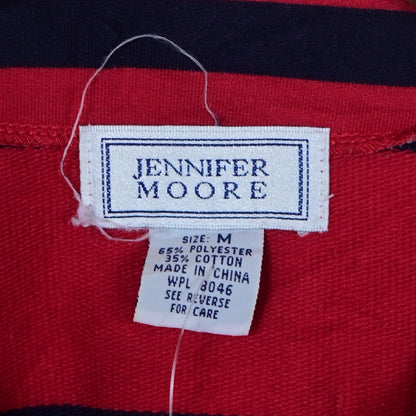 JENNIFER
MOORE
SIZE: M
65% POLYESTER
35% COTTON
MADE IN CHINA
WPL 8046
SEE REVERSE
FOR CARE